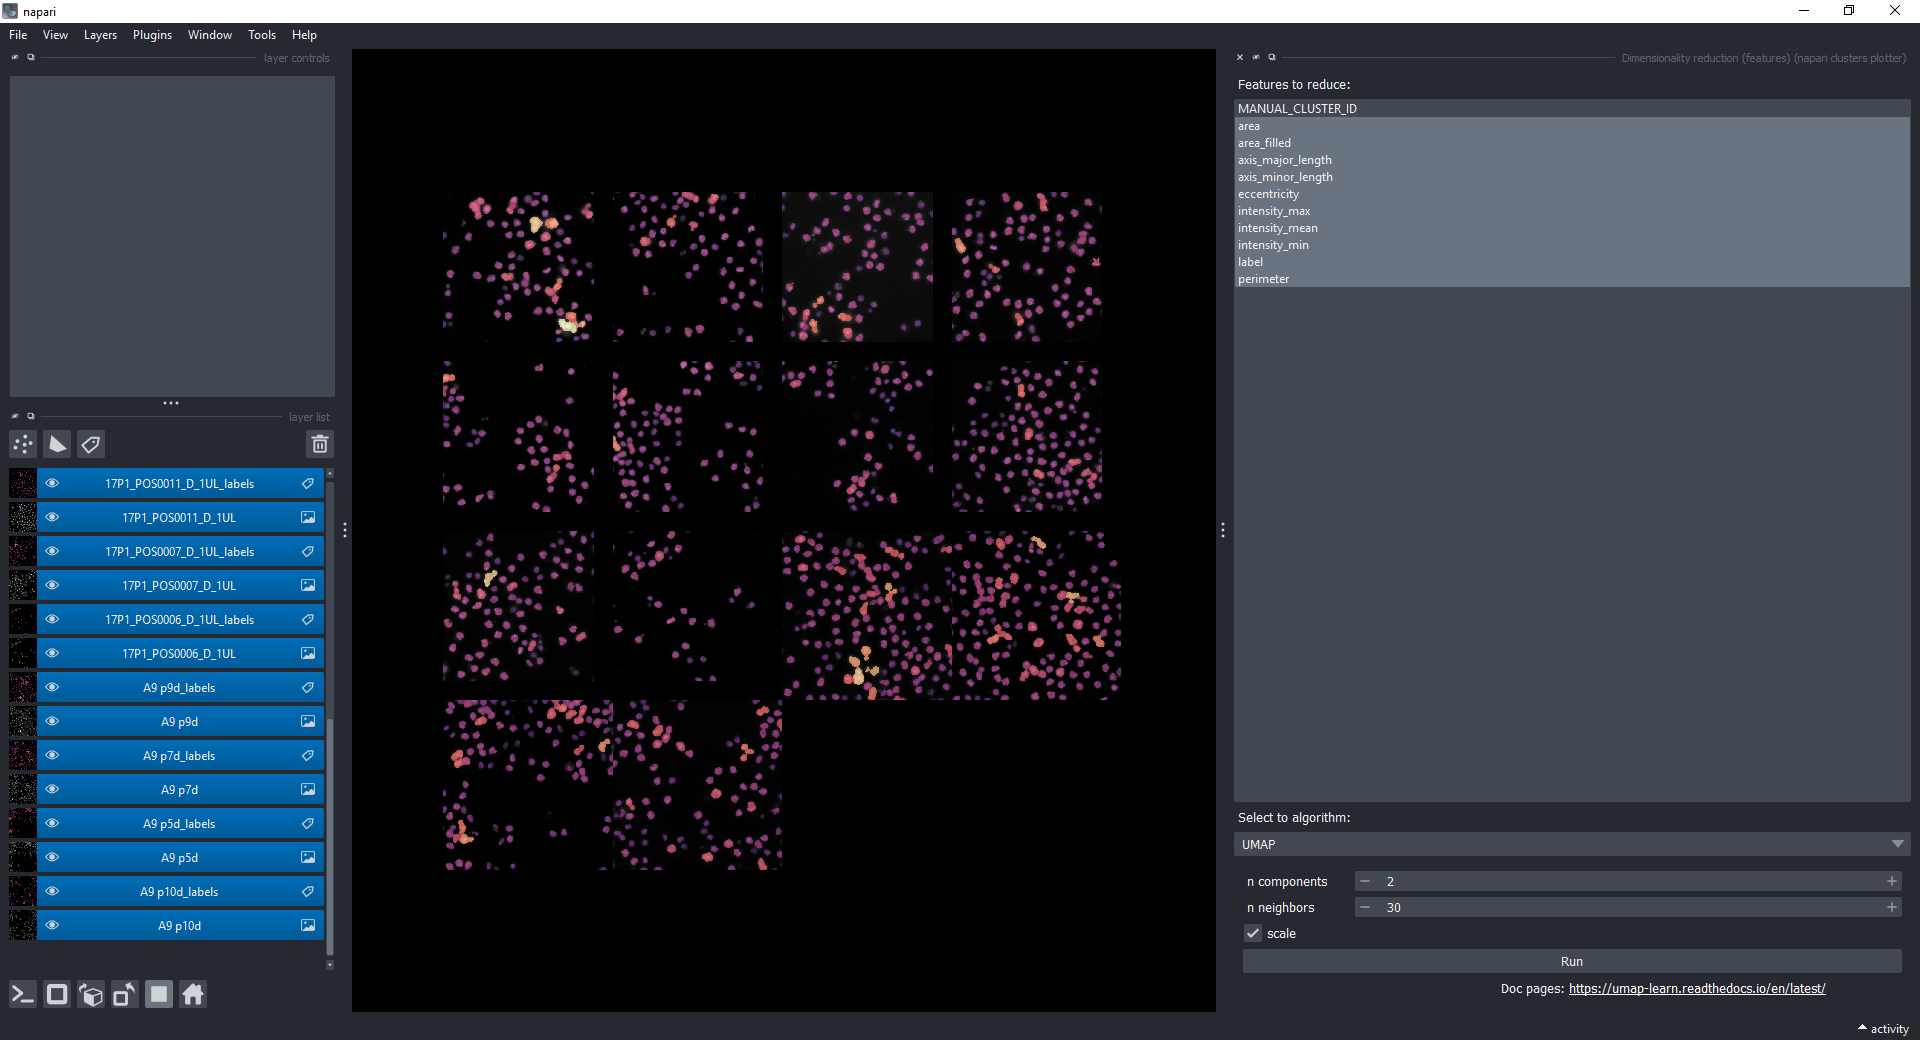 napari
File View Layers Plugins Window Tools Help
layer controls
layer list
17P1_POS0011_D_1UL_labels
17P1_POS0011_D_1UL
17P1_POS0007_D_1UL_labels
17P1_POS0007_D_1UL
17P1_POS0006_D_1UL_labels
17P1_POS0006_D_1UL
A9 p9d_labels
A9 p9d
A9 p7d_labels
A9 p7d
A9 p5d_labels
A9 p5d
A9 p10d_labels
A9 p10d
Dimensionality reduction (features) (napari clusters plotter)
Features to reduce:
MANUAL_CLUSTER_ID
area
area_filled
axis_major_length
axis_minor_length
eccentricity
intensity_max
intensity_mean
intensity_min
label
perimeter
Select to algorithm:
UMAP
n components 2
n neighbors 30
scale
Run
Doc pages: https://umap-learn.readthedocs.io/en/latest/
activity